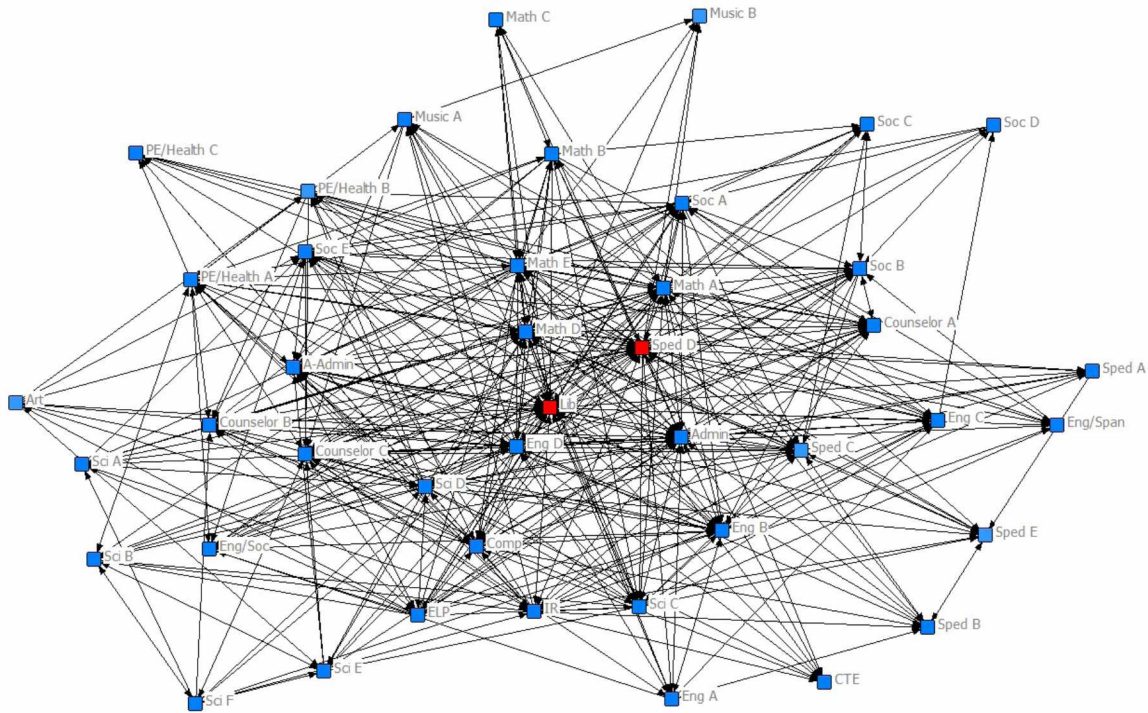 Math C
Music B
Music A
Soc C
Soc D
PE/Health C
Math B
PE/Health B
Soc A
Soc E
Math E
Soc B
PE/Health A
Math A
Counselor A
Math D
Sped D
A-Admin
Sped A
Art
Lib
Counselor B
Eng C
Eng/Span
Admin
Eng D
Sped C
Counselor C
Sci A
Sci D
Eng B
Sped E
Comp
Eng/Soc
Sci B
Sci C
IR
ELP
Sped B
Sci E
CTE
Eng A
Sci F